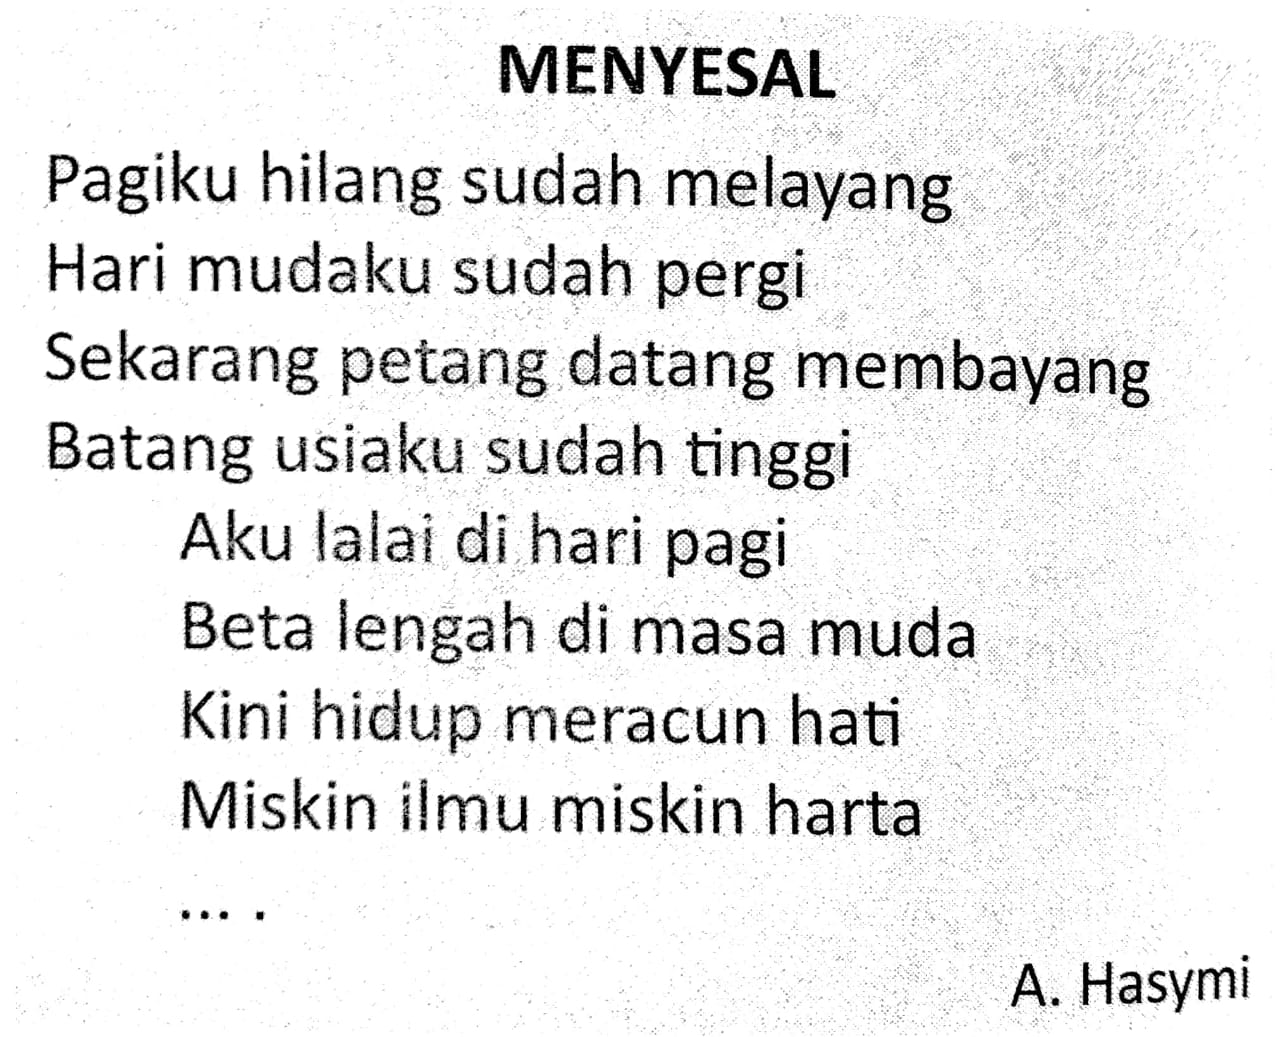 MENYESAL
Pagiku hilang sudah melayang
Hari mudaku sudah pergi
Sekarang petang datang membayang
Batang usiaku sudah tinggi
Aku lalai di hari pagi
Beta lengah di masa muda
Kini hidup meracun hati
Miskin ilmu miskin harta
... .
A. Hasymi